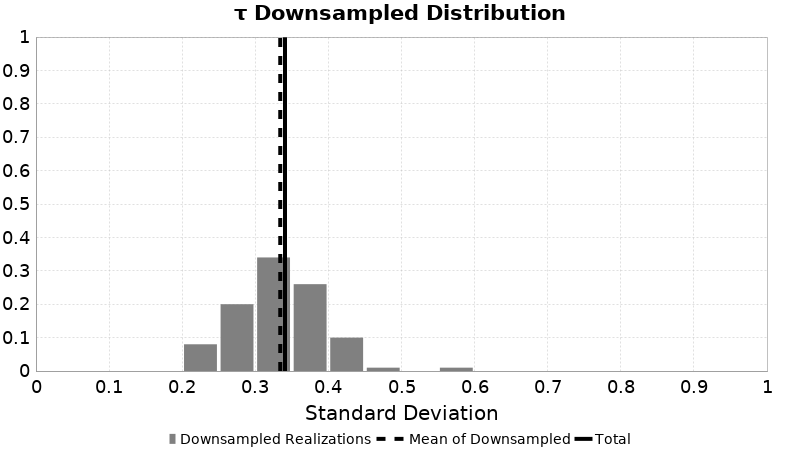 τ Downsampled Distribution
1
0.9
0.8
0.7
0.6
0.5
0.4
0.3
0.2
0.1
0
0 0.1 0.2 0.3 0.4 0.5 0.6 0.7 0.8 0.9 1
Standard Deviation
Downsampled Realizations Mean of Downsampled Total